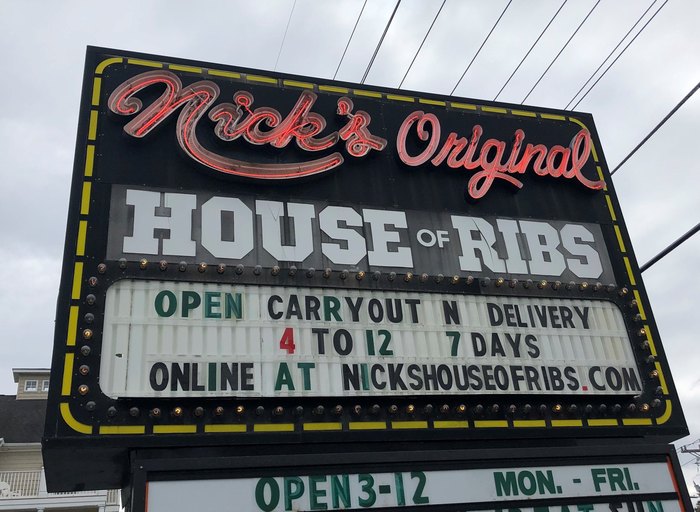 Nick's Original
HOUSE OF RIBS
OPEN CARRYOUT N DELIVERY
4 TO 12 7 DAYS
ONLINE AT NICKSHOUSEOFRIBS.COM
OPEN 3-12 MON. - FRI.